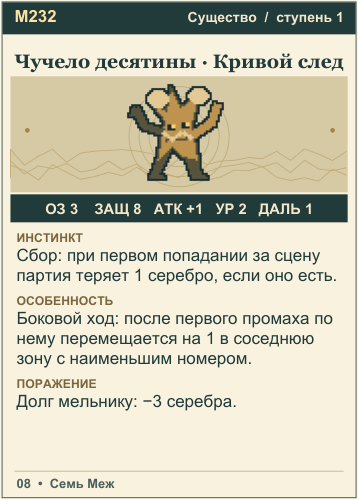 M232 Существо / ступень 1
Чучело десятины · Кривой след
ОЗ 3 ЗАЩ 8 АТК +1 УР 2 ДАЛЬ 1
ИНСТИНКТ
Сбор: при первом попадании за сцену
партия теряет 1 серебро, если оно есть.
ОСОБЕННОСТЬ
Боковой ход: после первого промаха по
нему перемещается на 1 в соседнюю
зону с наименьшим номером.
ПОРАЖЕНИЕ
Долг мельнику: −3 серебра.
08 • Семь Меж